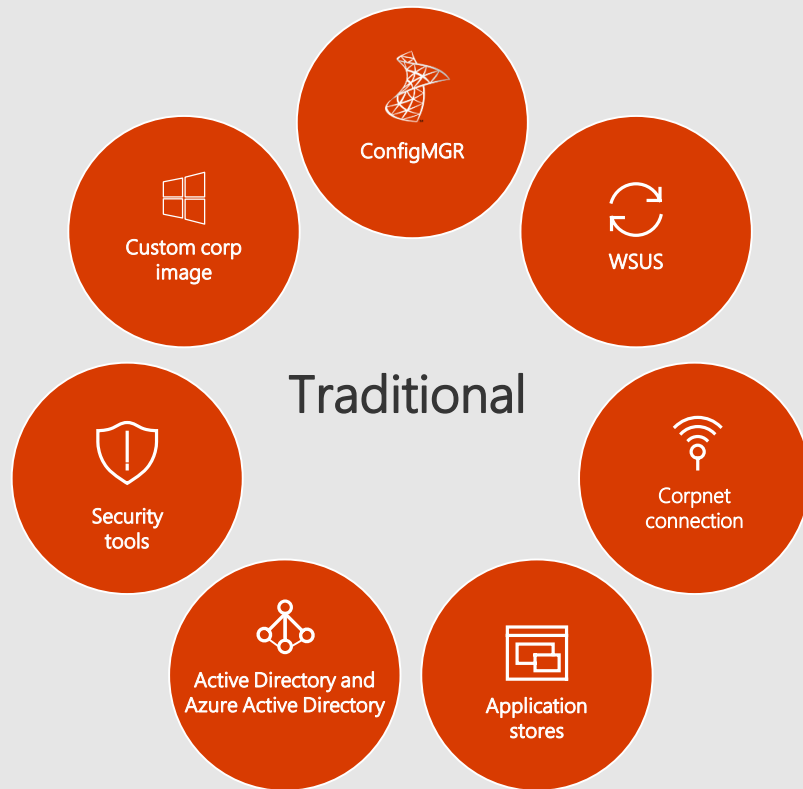 ConfigMGR
Custom corp
image
WSUS
Traditional
Security
tools
Corpnet
connection
Active Directory and
Azure Active Directory
Application
stores